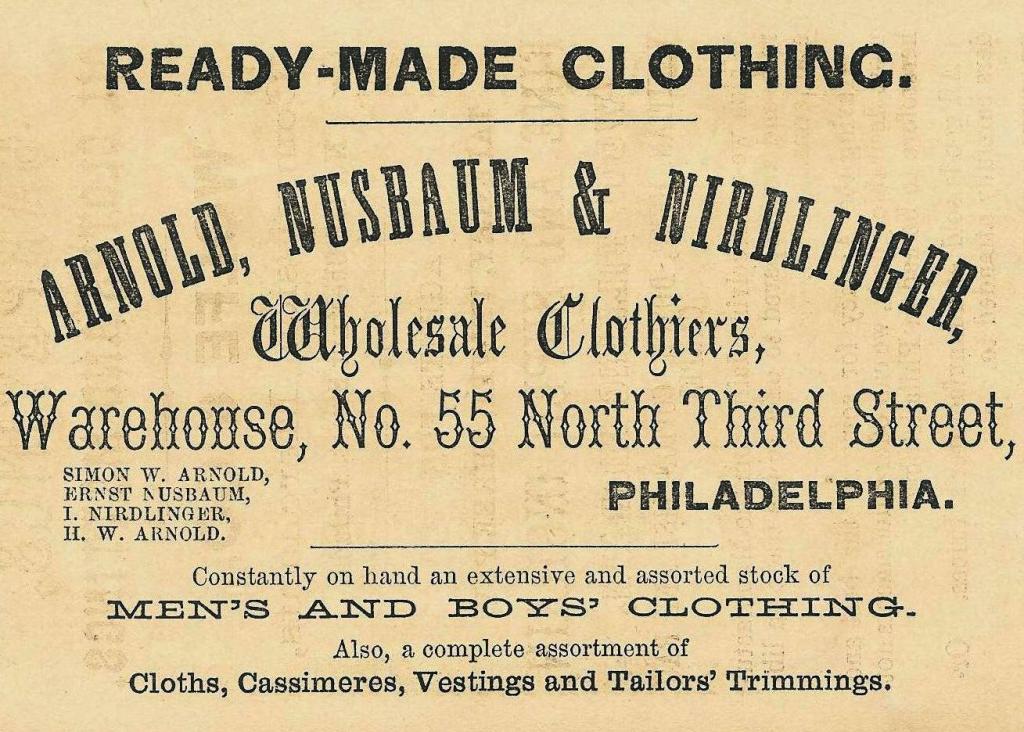 READY-MADE CLOTHING.
ARNOLD, NUSBAUM & NIRDLINGER,
Wholesale Clothiers,
Warehouse, No. 55 North Third Street,
SIMON W. ARNOLD,
ERNST NUSBAUM,
I. NIRDLINGER,
H. W. ARNOLD.
PHILADELPHIA.
Constantly on hand an extensive and assorted stock of
MEN'S AND BOYS' CLOTHING.
Also, a complete assortment of
Cloths, Cassimeres, Vestings and Tailors' Trimmings.